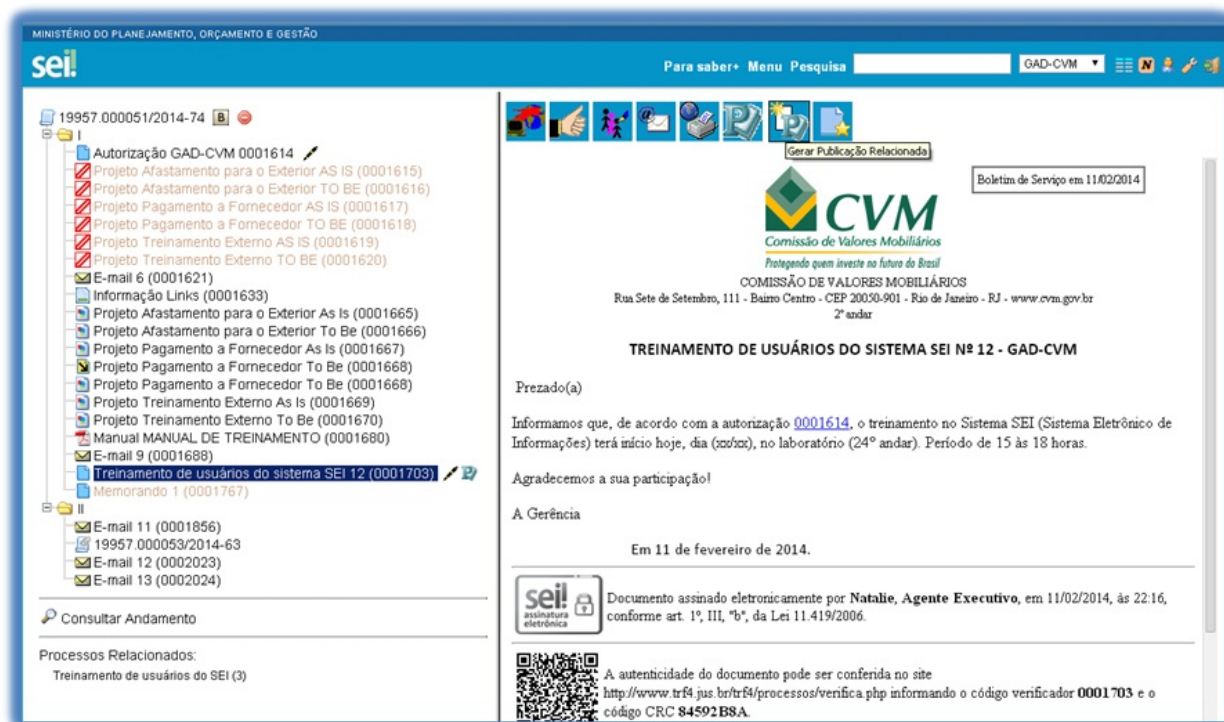 MINISTÉRIO DO PLANEJAMENTO, ORÇAMENTO E GESTÃO
sei!
Para saber+ Menu Pesquisa
GAD-CVM
N
19957.000051/2014-74 B
I
Autorização GAD-CVM 0001614
Projeto Afastamento para o Exterior AS IS (0001615)
Projeto Afastamento para o Exterior TO BE (0001616)
Projeto Pagamento a Fornecedor AS IS (0001617)
Projeto Pagamento a Fornecedor TO BE (0001618)
Projeto Treinamento Externo AS IS (0001619)
Projeto Treinamento Externo TO BE (0001620)
E-mail 6 (0001621)
Informação Links (0001633)
Projeto Afastamento para o Exterior As Is (0001665)
Projeto Afastamento para o Exterior To Be (0001666)
Projeto Pagamento a Fornecedor As Is (0001667)
Projeto Pagamento a Fornecedor To Be (0001668)
Projeto Pagamento a Fornecedor To Be (0001668)
Projeto Treinamento Externo As Is (0001669)
Projeto Treinamento Externo To Be (0001670)
Manual MANUAL DE TREINAMENTO (0001680)
E-mail 9 (0001688)
Treinamento de usuários do sistema SEI 12 (0001703)
Memorando 1 (0001767)
II
E-mail 11 (0001856)
19957.000053/2014-63
E-mail 12 (0002023)
E-mail 13 (0002024)
Consultar Andamento
Processos Relacionados:
Treinamento de usuários do SEI (3)
Gerar Publicação Relacionada
Boletim de Serviço em 11/02/2014
CVM
Comissão de Valores Mobiliários
Protegendo quem investe no futuro do Brasil
COMISSÃO DE VALORES MOBILIÁRIOS
Rua Sete de Setembro, 111 - Bairro Centro - CEP 20050-901 - Rio de Janeiro - RJ - www.cvm.gov.br
2º andar
TREINAMENTO DE USUÁRIOS DO SISTEMA SEI Nº 12 - GAD-CVM
Prezado(a)
Informamos que, de acordo com a autorização 0001614, o treinamento no Sistema SEI (Sistema Eletrônico de
Informações) terá início hoje, dia (xx/xx), no laboratório (24º andar). Período de 15 às 18 horas.
Agradecemos a sua participação!
A Gerência
Em 11 de fevereiro de 2014.
sei!
assinatura
eletrônica
Documento assinado eletronicamente por Natalie, Agente Executivo, em 11/02/2014, às 22:16,
conforme art. 1º, III, "b", da Lei 11.419/2006.
A autenticidade do documento pode ser conferida no site
http://www.trf4.jus.br/trf4/processos/verifica.php informando o código verificador 0001703 e o
código CRC 84592B8A.